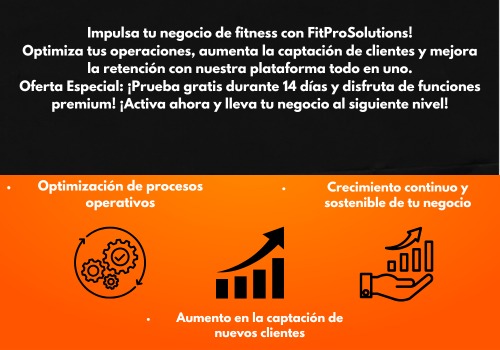 Impulsa tu negocio de fitness con FitProSolutions!
Optimiza tus operaciones, aumenta la captación de clientes y mejora
la retención con nuestra plataforma todo en uno.
Oferta Especial: ¡Prueba gratis durante 14 días y disfruta de funciones
premium! ¡Activa ahora y lleva tu negocio al siguiente nivel!
• Optimización de procesos
operativos
• Crecimiento continuo y
sostenible de tu negocio
• Aumento en la captación de
nuevos clientes